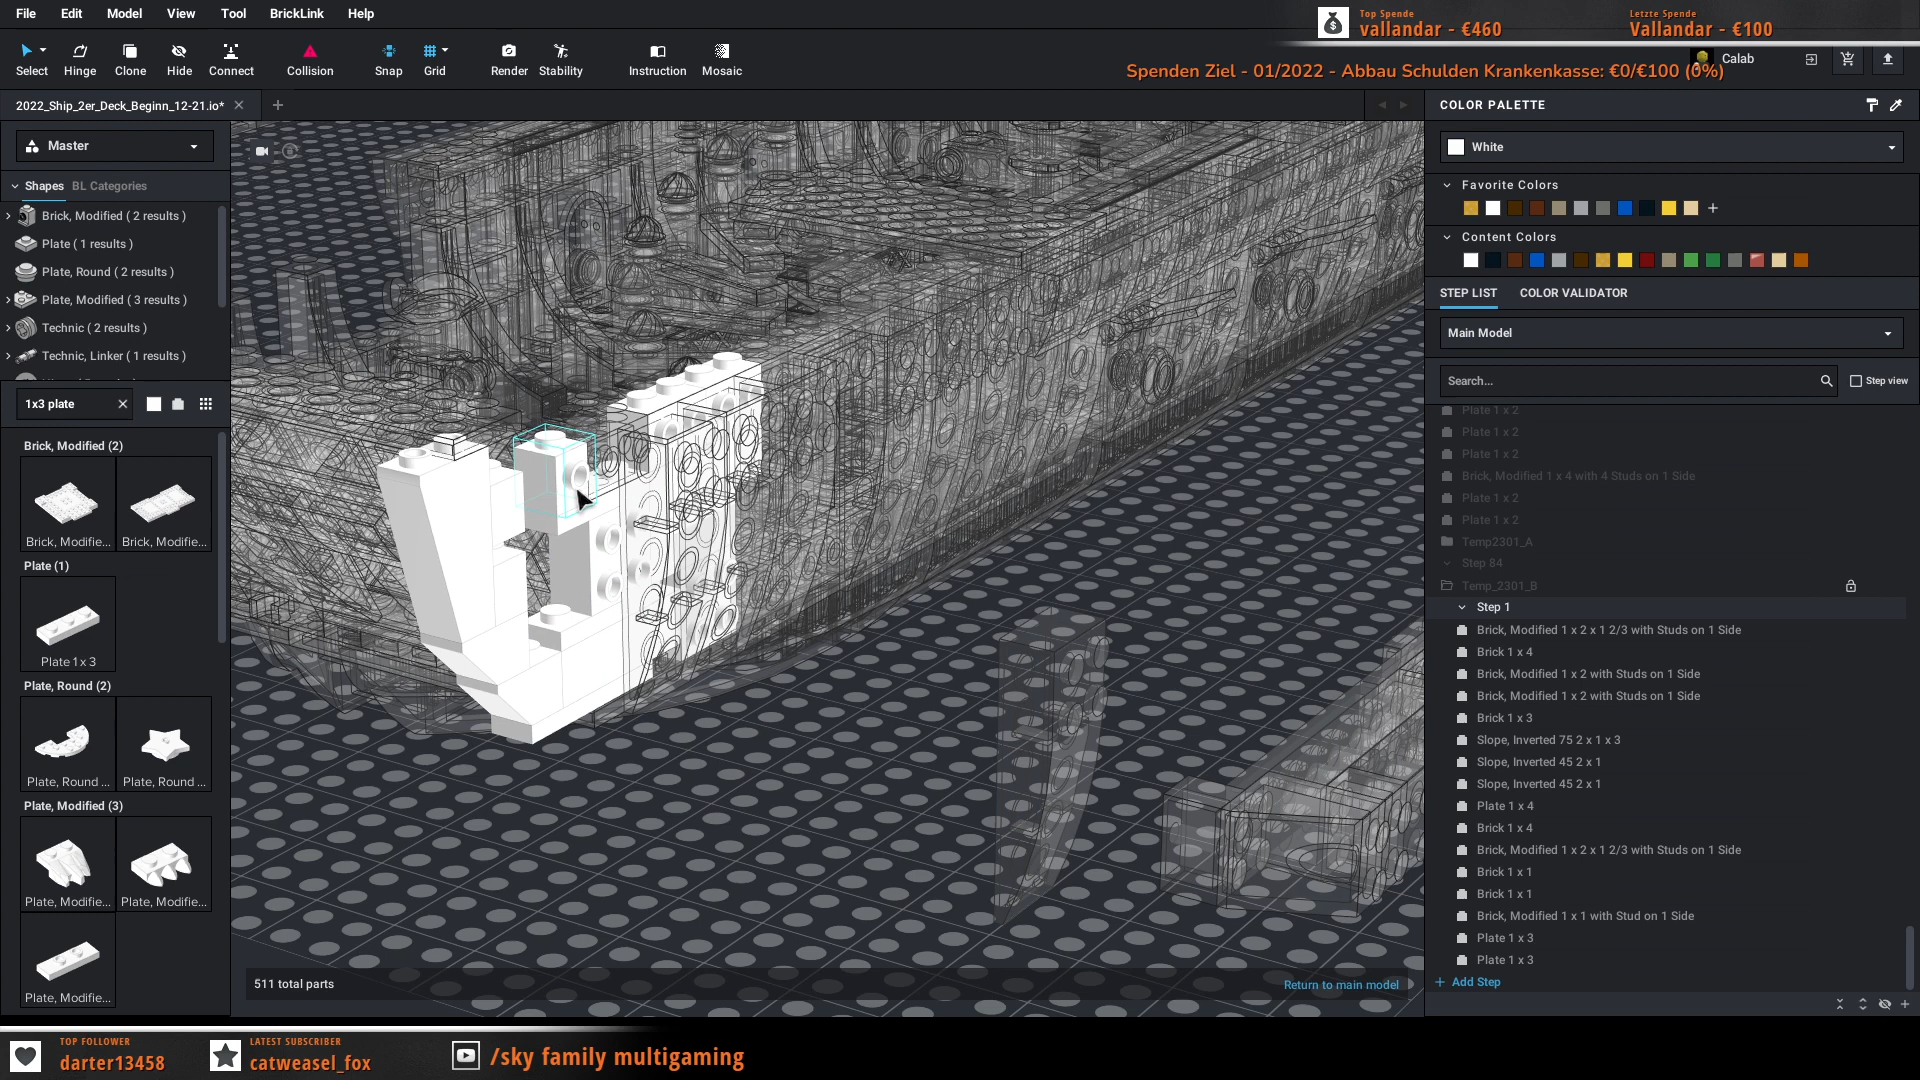 File Edit Model View Tool BrickLink Help
Top Spende
vallandar - €460
Letzte Spende
Vallandar - €100
Select Hinge Clone Hide Connect Collision Snap Grid Render Stability Instruction Mosaic
Spenden Ziel - 01/2022 - Abbau Schulden Krankenkasse: €0/€100 (0%)
Calab
2022_Ship_2er_Deck_Beginn_12-21.io*
Master
Shapes BL Categories
Brick, Modified ( 2 results )
Plate ( 1 results )
Plate, Round ( 2 results )
Plate, Modified ( 3 results )
Technic ( 2 results )
Technic, Linker ( 1 results )
1x3 plate
Brick, Modified (2)
Brick, Modifie... Brick, Modifie...
Plate (1)
Plate 1 x 3
Plate, Round (2)
Plate, Round ... Plate, Round ...
Plate, Modified (3)
Plate, Modifie... Plate, Modifie...
Plate, Modifie...
511 total parts
Return to main model
COLOR PALETTE
White
Favorite Colors
Content Colors
STEP LIST COLOR VALIDATOR
Main Model
Search...
Step view
Plate 1 x 2
Plate 1 x 2
Plate 1 x 2
Brick, Modified 1 x 4 with 4 Studs on 1 Side
Plate 1 x 2
Plate 1 x 2
Temp2301_A
Step 84
Temp_2301_B
Step 1
Brick, Modified 1 x 2 x 1 2/3 with Studs on 1 Side
Brick 1 x 4
Brick, Modified 1 x 2 with Studs on 1 Side
Brick, Modified 1 x 2 with Studs on 1 Side
Brick 1 x 3
Slope, Inverted 75 2 x 1 x 3
Slope, Inverted 45 2 x 1
Slope, Inverted 45 2 x 1
Plate 1 x 4
Brick 1 x 4
Brick, Modified 1 x 2 x 1 2/3 with Studs on 1 Side
Brick 1 x 1
Brick 1 x 1
Brick, Modified 1 x 1 with Stud on 1 Side
Plate 1 x 3
Plate 1 x 3
Add Step
TOP FOLLOWER
darter13458
LATEST SUBSCRIBER
catweasel_fox
/sky family multigaming